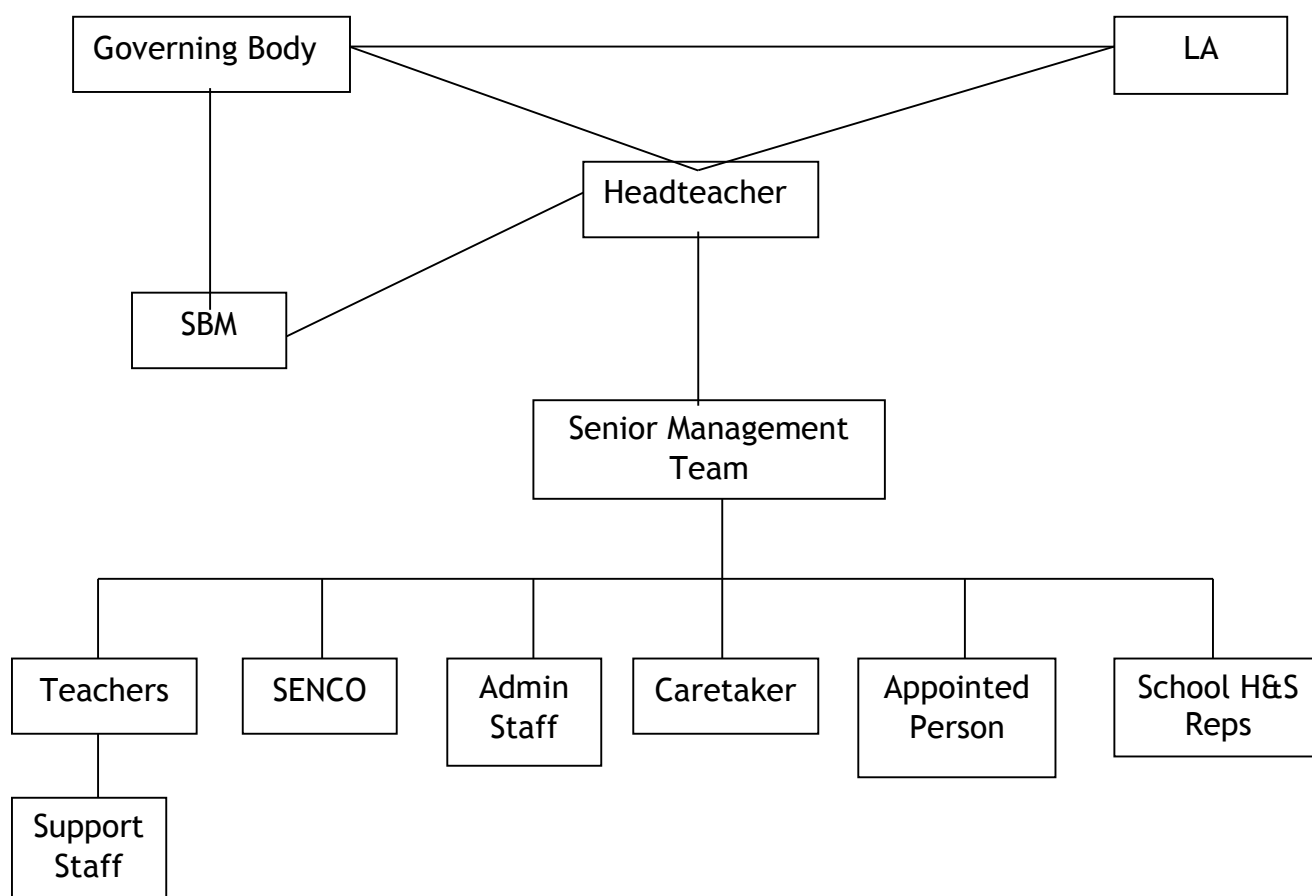 Governing Body
LA
Headteacher
SBM
Senior Management
Team
Teachers
SENCO
Admin
Staff
Caretaker
Appointed
Person
School H&S
Reps
Support
Staff